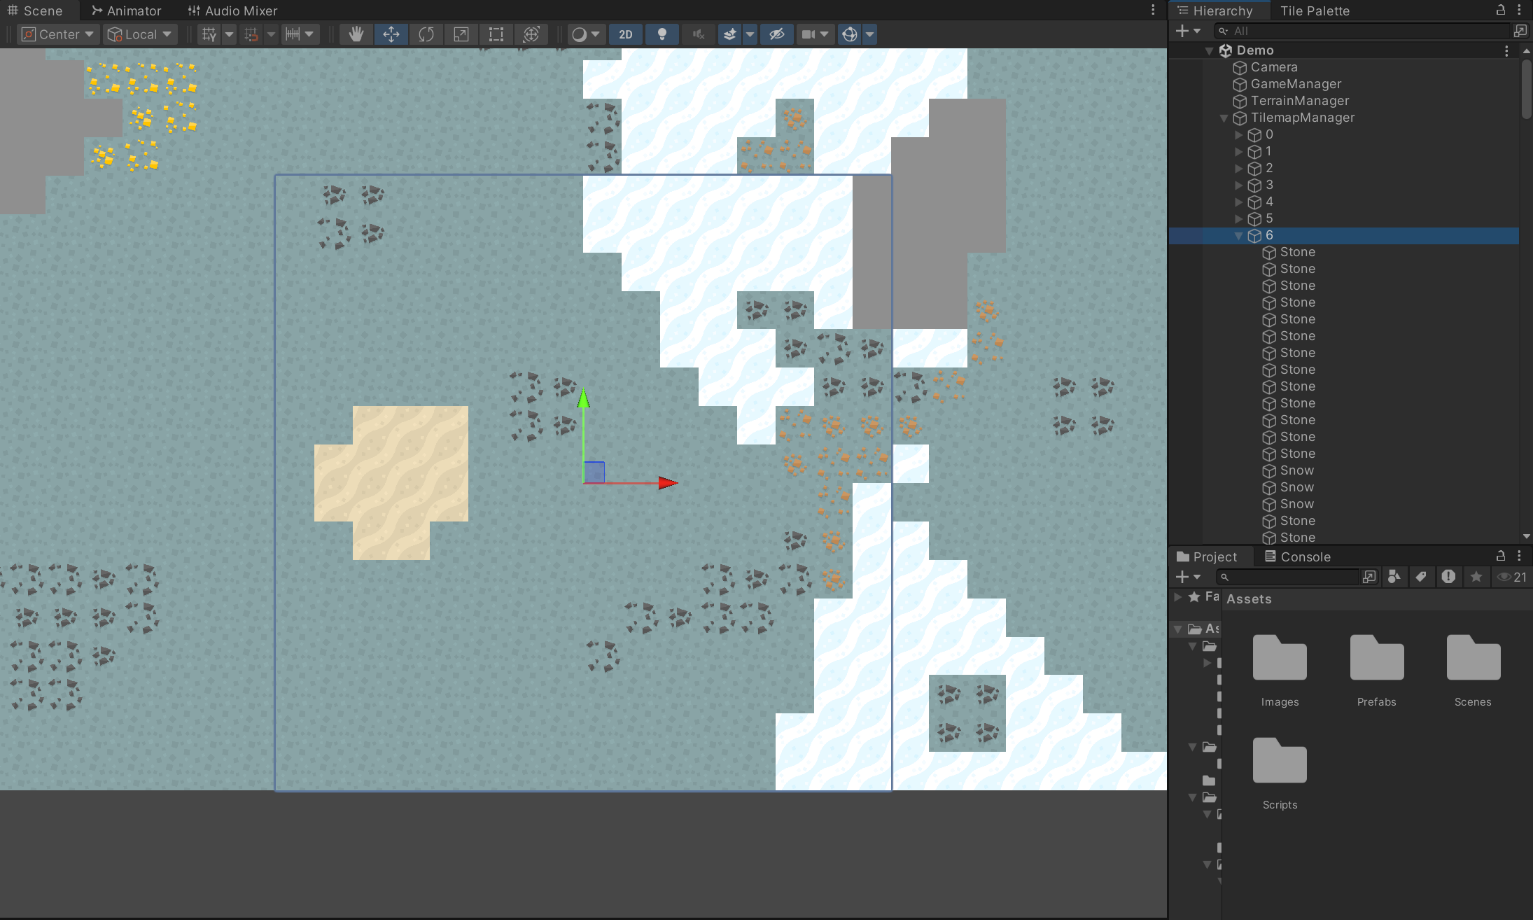 Scene Animator Audio Mixer
Center Local 2D
Hierarchy Tile Palette
All
Demo
Camera
GameManager
TerrainManager
TilemapManager
0
1
2
3
4
5
6
Stone
Stone
Stone
Stone
Stone
Stone
Stone
Stone
Stone
Stone
Stone
Stone
Stone
Snow
Snow
Snow
Stone
Stone
Project Console
21
Fa
Assets
As
Images Prefabs Scenes
Scripts